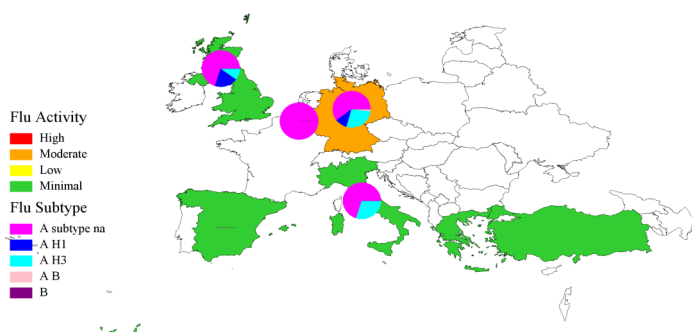 Flu Activity
High
Moderate
Low
Minimal
Flu Subtype
A subtype na
A H1
A H3
A B
B